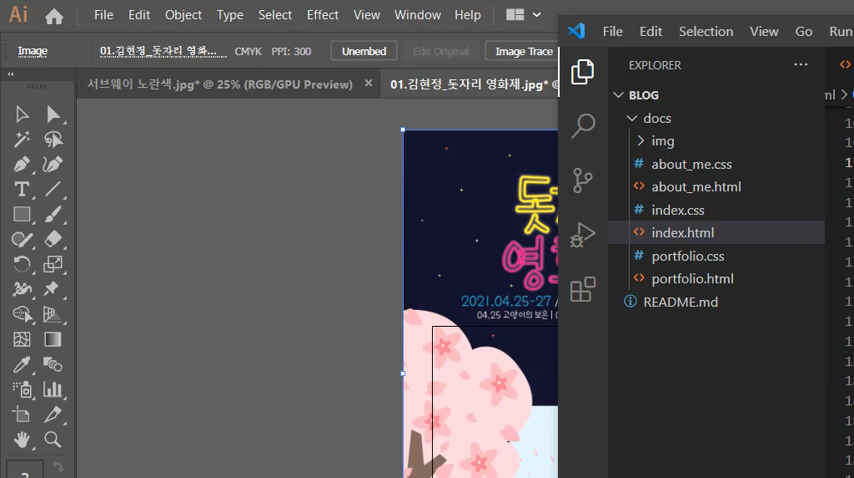 Ai File Edit Object Type Select Effect View Window Help
Image 01.김현정_돗자리 영화... CMYK PPI: 300 Unembed Edit Original Image Trace
서브웨이 노란색.jpg* @ 25% (RGB/GPU Preview) × 01.김현정_돗자리 영화제.jpg* @
2021.04.25-27 /
04.25 고양이의 보은 |
File Edit Selection View Go Run
EXPLORER ...
BLOG
docs
img
# about_me.css
<> about_me.html
# index.css
<> index.html
# portfolio.css
<> portfolio.html
README.md